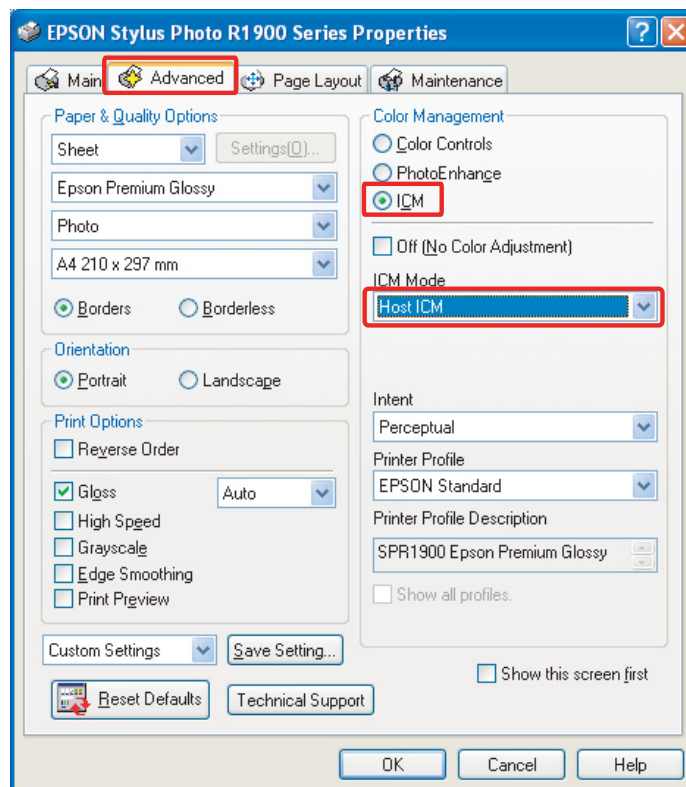 EPSON Stylus Photo R1900 Series Properties
Main
Advanced
Page Layout
Maintenance
Paper & Quality Options
Sheet
Settings(O)...
Epson Premium Glossy
Photo
A4 210 x 297 mm
Borders
Borderless
Orientation
Portrait
Landscape
Print Options
Reverse Order
Gloss
Auto
High Speed
Grayscale
Edge Smoothing
Print Preview
Custom Settings
Save Setting...
Reset Defaults
Technical Support
Color Management
Color Controls
PhotoEnhance
ICM
Off (No Color Adjustment)
ICM Mode
Host ICM
Intent
Perceptual
Printer Profile
EPSON Standard
Printer Profile Description
SPR1900 Epson Premium Glossy
Show all profiles.
Show this screen first
OK
Cancel
Help